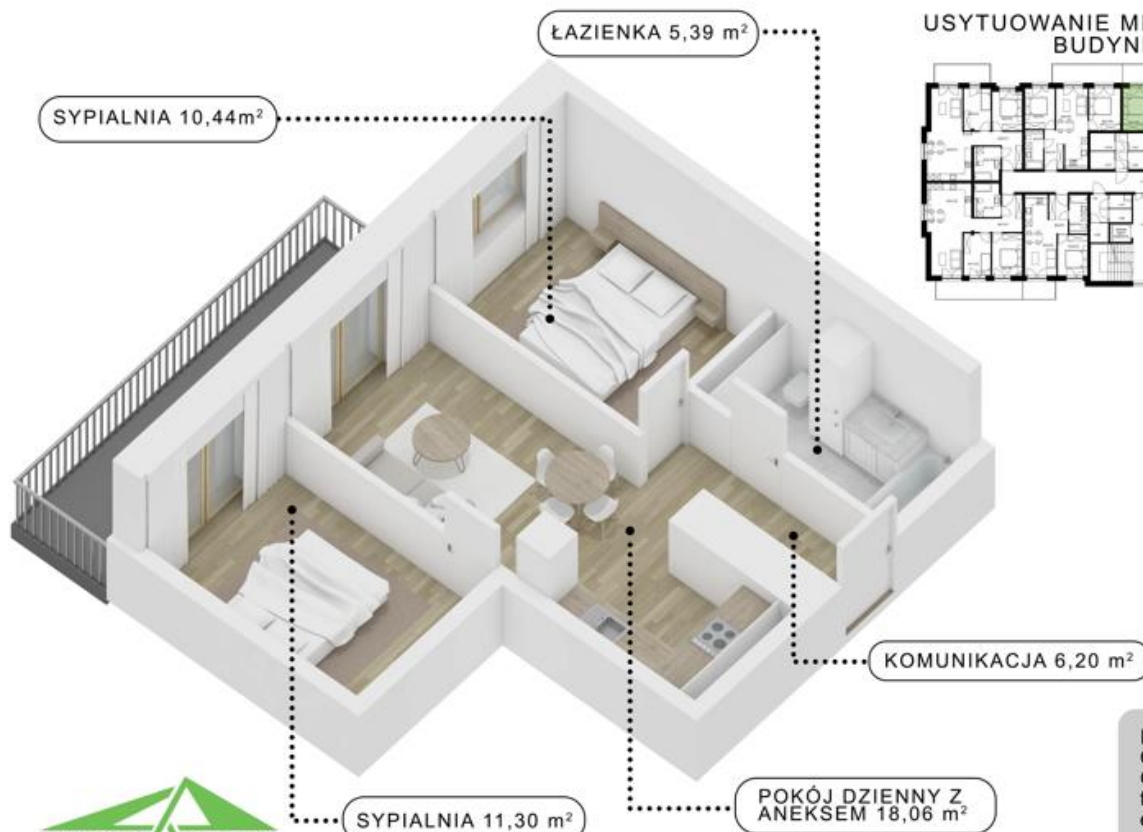 ŁAZIENKA 5,39 m²
USYTUOWANIE
SYPIALNIA 10,44m²
KOMUNIKACJA 6,20 m²
POKÓJ DZIENNY Z
ANEKSEM 18,06 m²
SYPIALNIA 11,30 m²